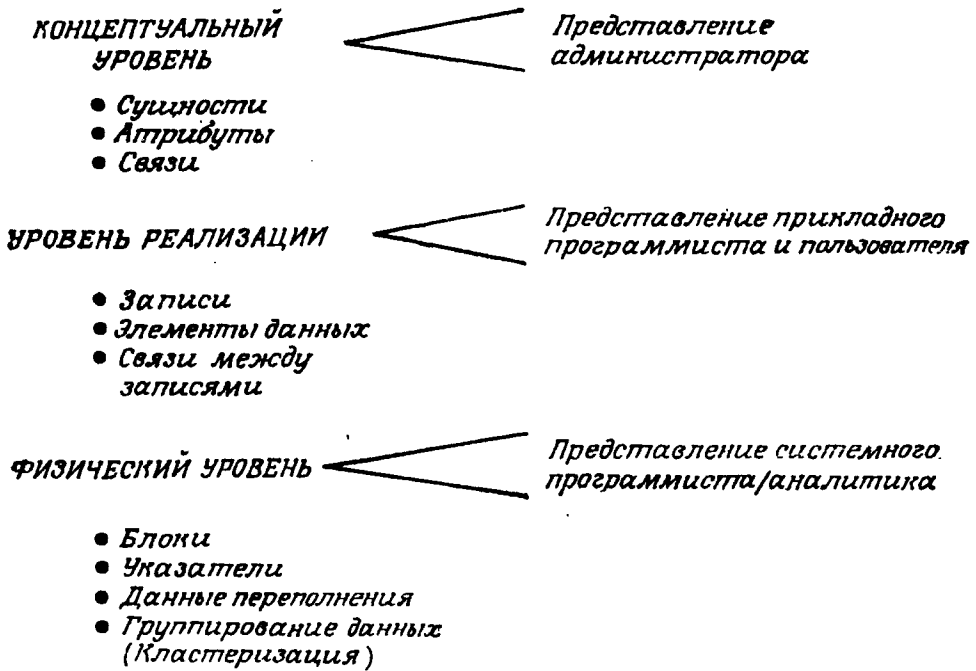 КОНЦЕПТУАЛЬНЫЙ
УРОВЕНЬ
Представление
администратора
• Сущности
• Атрибуты
• Связи
УРОВЕНЬ РЕАЛИЗАЦИИ
Представление прикладного
программиста и пользователя
• Записи
• Элементы данных
• Связи между
записями
ФИЗИЧЕСКИЙ УРОВЕНЬ
Представление системного
программиста/аналитика
• Блоки
• Указатели
• Данные переполнения
• Группирование данных
(Кластеризация)